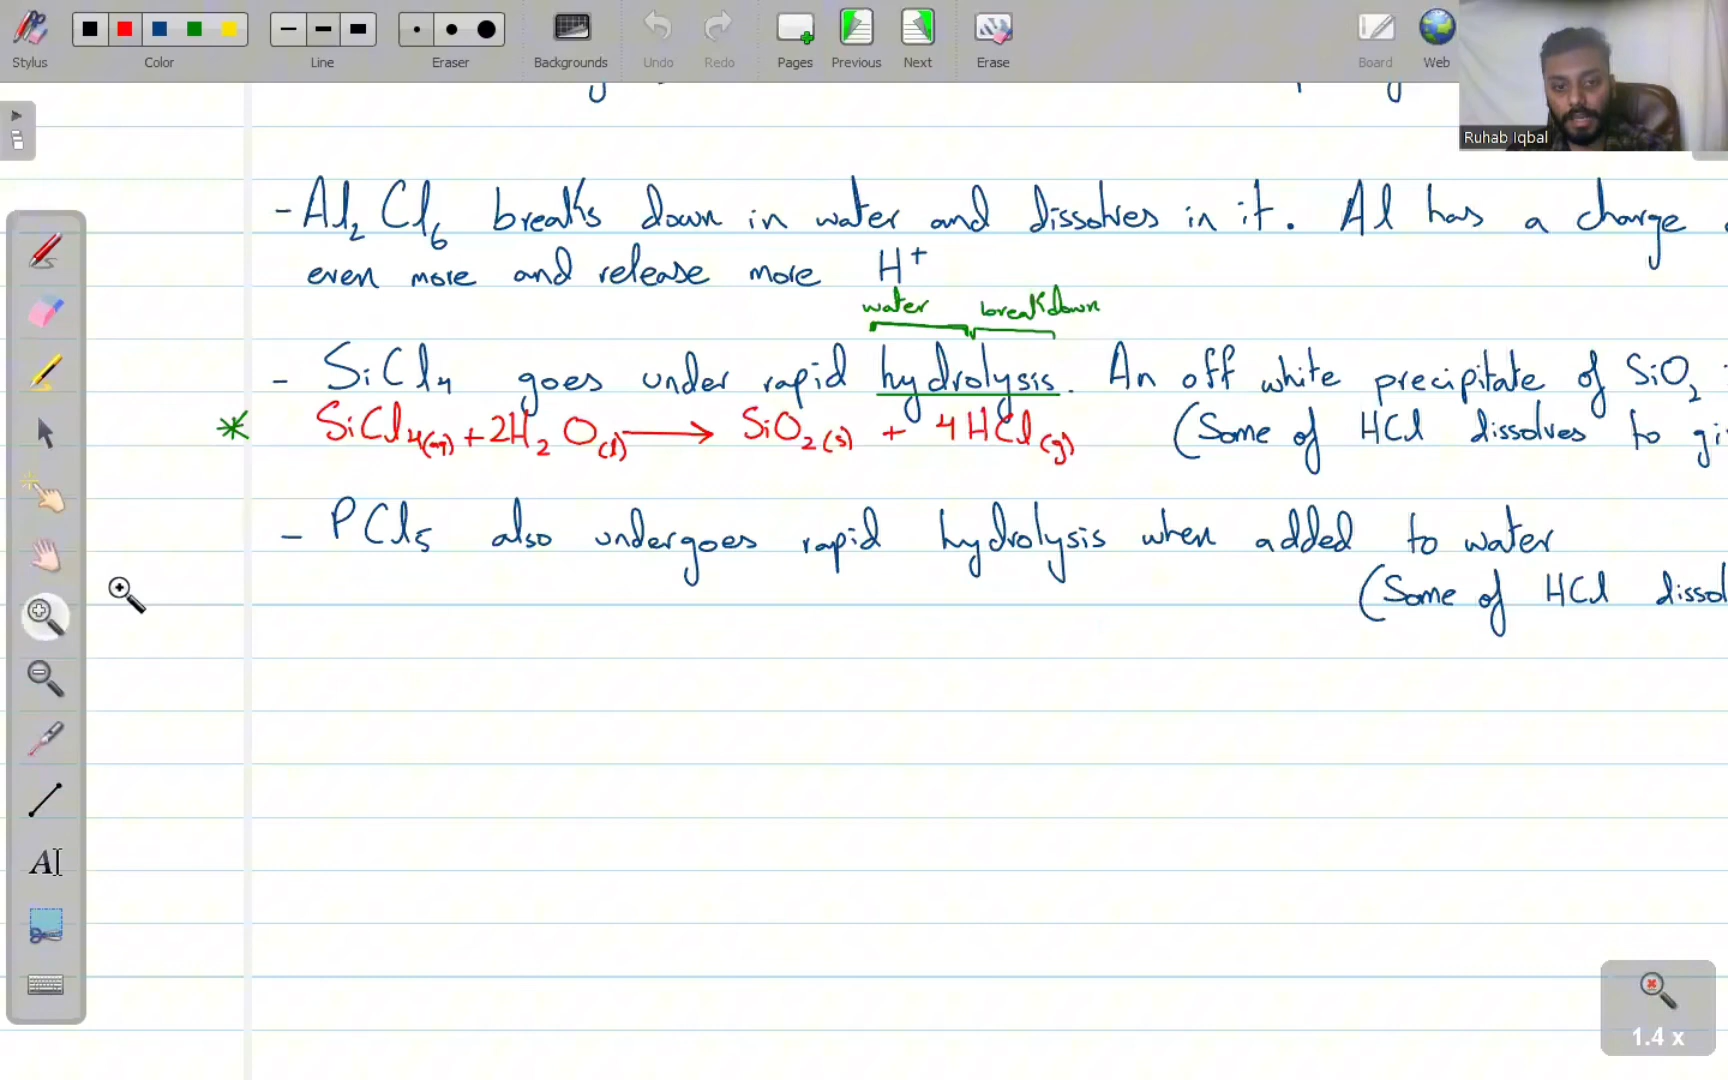 Stylus
Color
Line
Eraser
Backgrounds
Undo
Redo
Pages
Previous
Next
Erase
Board
Web
Ruhab Iqbal
- Al₂Cl₆ breaks down in water and dissolves in it. Al has a charge
even more and release more H⁺
water breakdown
- SiCl₄ goes under rapid hydrolysis. An off white precipitate of SiO₂
* SiCl₄(aq) + 2H₂O(l) → SiO₂(s) + 4HCl(g) (Some of HCl dissolves to gi
- PCl₅ also undergoes rapid hydrolysis when added to water
(Some of HCl dissol
AI
1.4 x